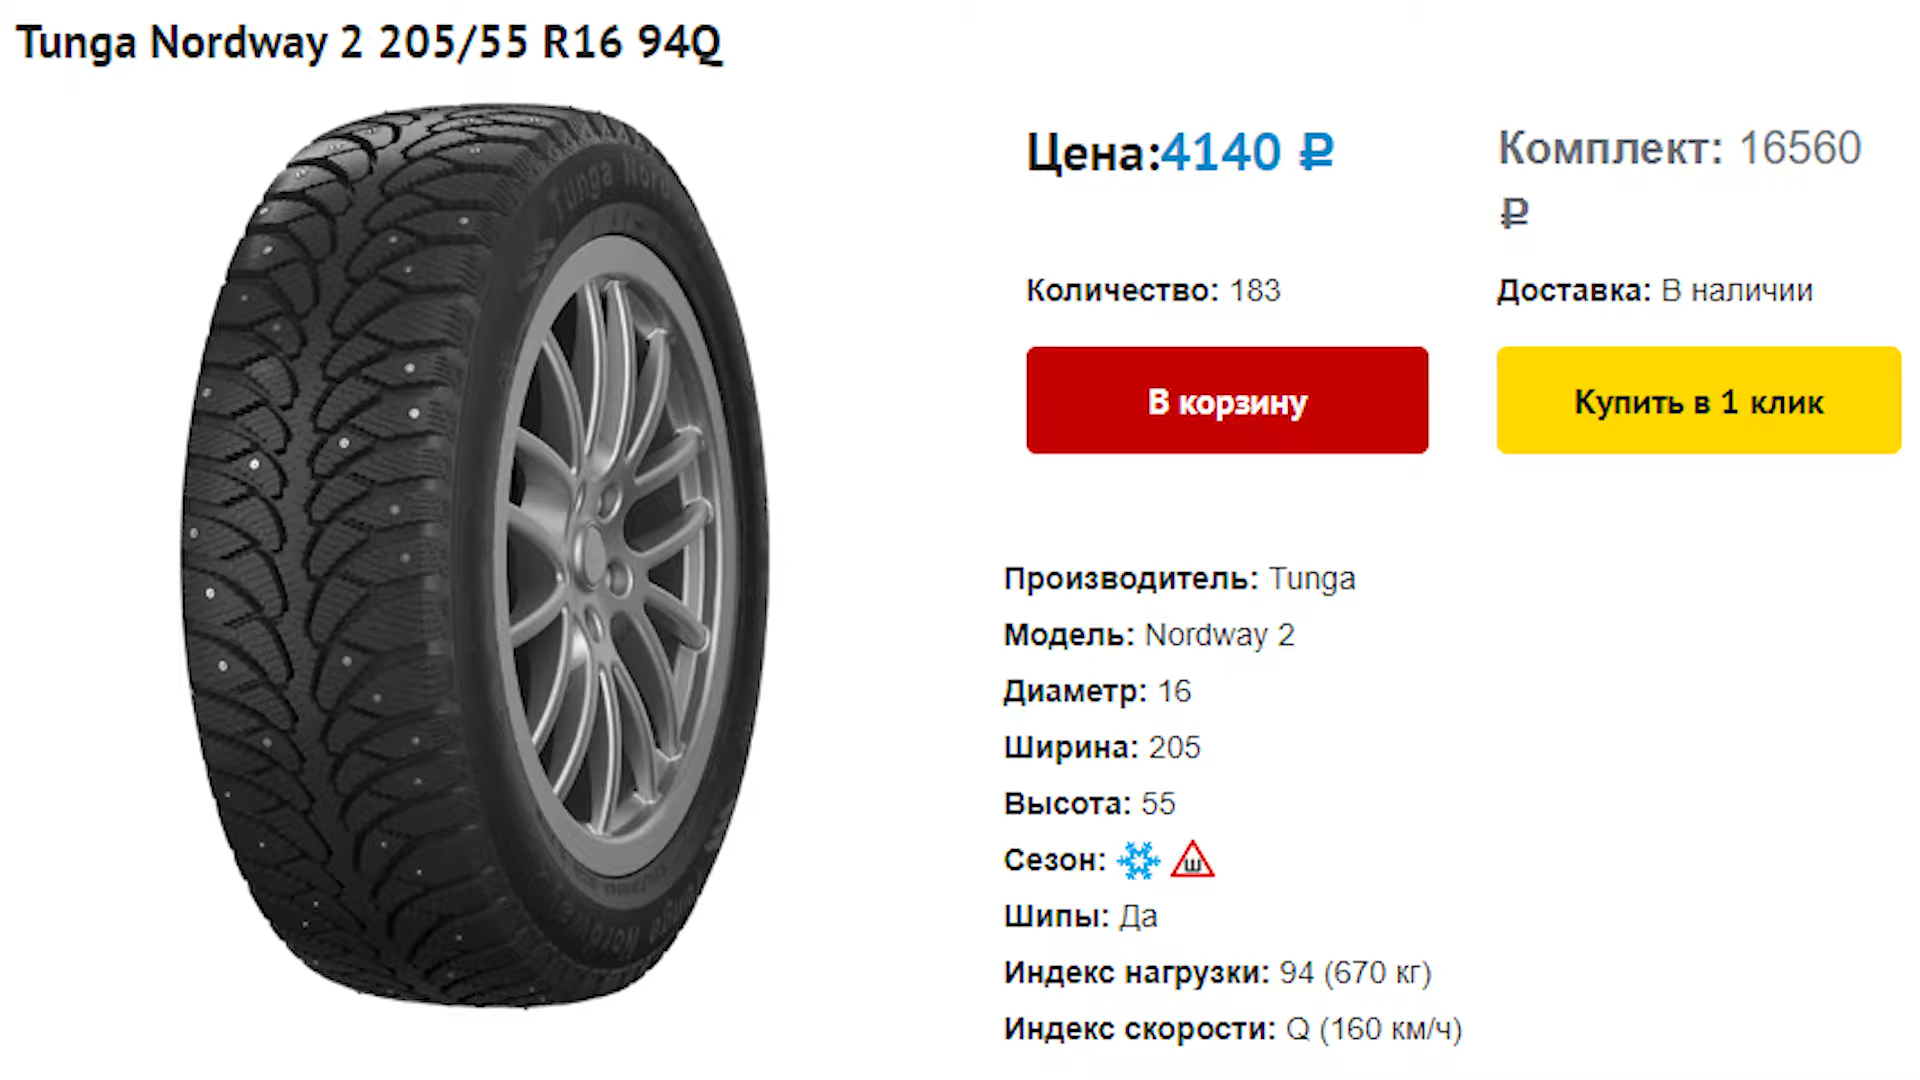 Tunga Nordway 2 205/55 R16 94Q
Tunga Nord
Цена:4140 ₽
Комплект: 16560
₽
Количество: 183
Доставка: В наличии
В корзину
Купить в 1 клик
Производитель: Tunga
Модель: Nordway 2
Диаметр: 16
Ширина: 205
Высота: 55
Сезон: Ш
Шипы: Да
Индекс нагрузки: 94 (670 кг)
Индекс скорости: Q (160 км/ч)